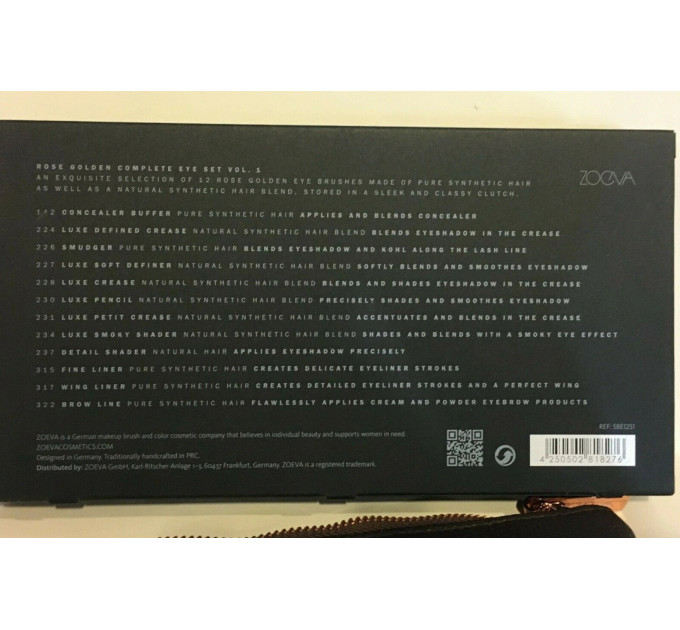 ROSE GOLDEN COMPLETE EYE SET VOL. 1
AN EXQUISITE SELECTION OF 12 ROSE GOLDEN EYE BRUSHES MADE OF PURE SYNTHETIC HAIR
AS WELL AS A NATURAL SYNTHETIC HAIR BLEND. STORED IN A SLEEK AND CLASSY CLUTCH.
ZOEVA
142 CONCEALER BUFFER PURE SYNTHETIC HAIR APPLIES AND BLENDS CONCEALER
224 LUXE DEFINED CREASE NATURAL SYNTHETIC HAIR BLEND BLENDS EYESHADOW IN THE CREASE
226 SMUDGER PURE SYNTHETIC HAIR BLENDS EYESHADOW AND KOHL ALONG THE LASH LINE
227 LUXE SOFT DEFINER NATURAL SYNTHETIC HAIR BLEND SOFTLY BLENDS AND SMOOTHES EYESHADOW
228 LUXE CREASE NATURAL SYNTHETIC HAIR BLEND BLENDS AND SHADES EYESHADOW IN THE CREASE
230 LUXE PENCIL NATURAL SYNTHETIC HAIR BLEND PRECISELY SHADES AND SMOOTHES EYESHADOW
231 LUXE PETIT CREASE NATURAL SYNTHETIC HAIR BLEND ACCENTUATES AND BLENDS IN THE CREASE
234 LUXE SMOKY SHADER NATURAL SYNTHETIC HAIR BLEND SHADES AND BLENDS WITH A SMOKY EYE EFFECT
237 DETAIL SHADER NATURAL HAIR APPLIES EYESHADOW PRECISELY
315 FINE LINER PURE SYNTHETIC HAIR CREATES DELICATE EYELINER STROKES
317 WING LINER PURE SYNTHETIC HAIR CREATES DETAILED EYELINER STROKES AND A PERFECT WING
322 BROW LINE PURE SYNTHETIC HAIR FLAWLESSLY APPLIES CREAM AND POWDER EYEBROW PRODUCTS
REF: SBE1251
ZOEVA is a German makeup brush and color cosmetic company that believes in individual beauty and supports women in need.
ZOEVACOSMETICS.COM
Designed in Germany. Traditionally handcrafted in PRC.
Distributed by: ZOEVA GmbH, Karl-Ritscher Anlage 1-3, 60437 Frankfurt, Germany. ZOEVA is a registered trademark.
4 250502 818276